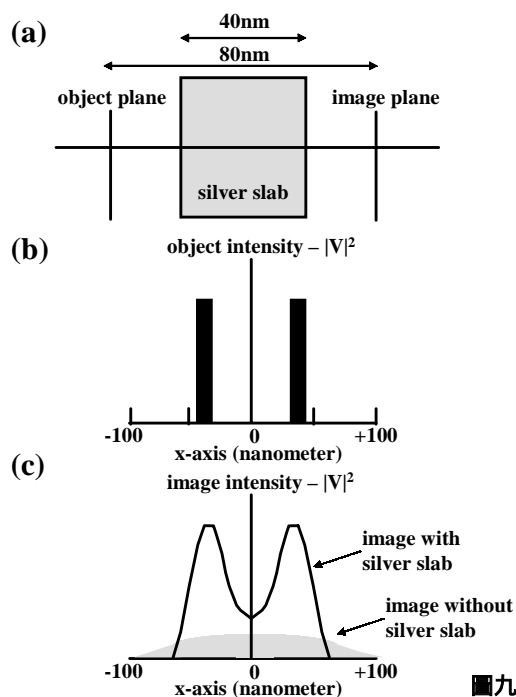 (a)
40nm
80nm
object plane
image plane
silver slab
(b)
object intensity – |V|²
-100
0
+100
x-axis (nanometer)
(c)
image intensity – |V|²
image with
silver slab
image without
silver slab
-100
0
+100
x-axis (nanometer)
圖九